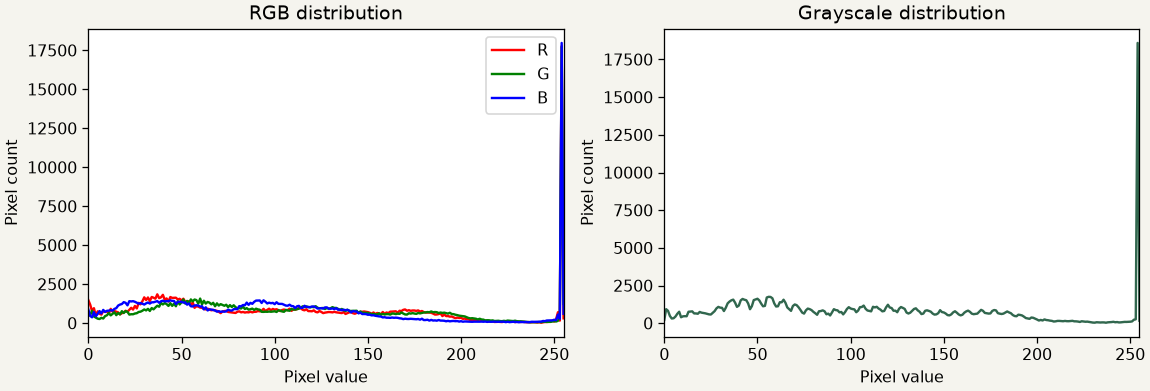 RGB distribution
17500
15000
12500
10000
7500
5000
2500
0
0 50 100 150 200 250
Pixel count
Pixel value
R
G
B
Grayscale distribution
17500
15000
12500
10000
7500
5000
2500
0
0 50 100 150 200 250
Pixel count
Pixel value